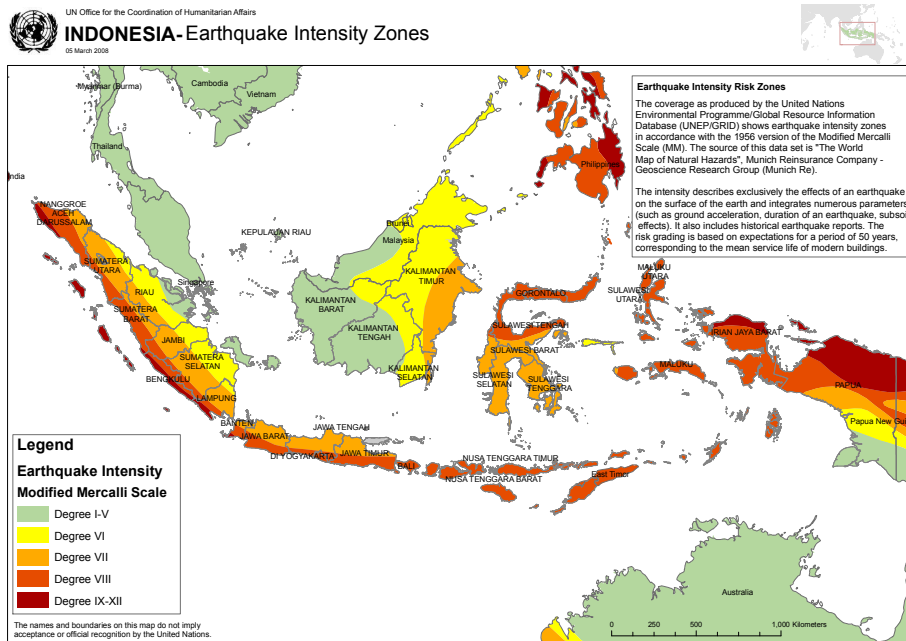 UN Office for the Coordination of Humanitarian Affairs
INDONESIA- Earthquake Intensity Zones
05 March 2008
Earthquake Intensity Risk Zones
The coverage as produced by the United Nations
Environmental Programme/Global Resource Information
Database (UNEP/GRID) shows earthquake intensity zones
in accordance with the 1956 version of the Modified Mercalli
Scale (MM). The source of this data set is "The World
Map of Natural Hazards", Munich Reinsurance Company -
Geoscience Research Group (Munich Re).
The intensity describes exclusively the effects of an earthquake
on the surface of the earth and integrates numerous parameters
(such as ground acceleration, duration of an earthquake, subsoil
effects). It also includes historical earthquake reports. The
risk grading is based on expectations for a period of 50 years,
corresponding to the mean service life of modern buildings.
Myanmar (Burma)
Cambodia
Vietnam
Thailand
India
Philippines
NANGGROE
ACEH
DARUSSALAM
KEPULAUAN RIAU
Brunei
Malaysia
SUMATERA
UTARA
Singapore
RIAU
KALIMANTAN
TIMUR
MALUKU
UTARA
GORONTALO
SULAWESI
UTARA
SUMATERA
BARAT
KALIMANTAN
BARAT
KALIMANTAN
TENGAH
SULAWESI TENGAH
IRIAN JAYA BARAT
JAMBI
SULAWESI BARAT
SUMATERA
SELATAN
KALIMANTAN
SELATAN
MALUKU
BENGKULU
SULAWESI
SELATAN
SULAWESI
TENGGARA
PAPUA
LAMPUNG
Papua New Gui
BANTEN
JAWA TENGAH
JAWA BARAT
DI YOGYAKARTA
JAWA TIMUR
BALI
NUSA TENGGARA TIMUR
NUSA TENGGARA BARAT
East Timor
Australia
Legend
Earthquake Intensity
Modified Mercalli Scale
Degree I-V
Degree VI
Degree VII
Degree VIII
Degree IX-XII
The names and boundaries on this map do not imply
acceptance or official recognition by the United Nations.
0 250 500 1,000 Kilometers